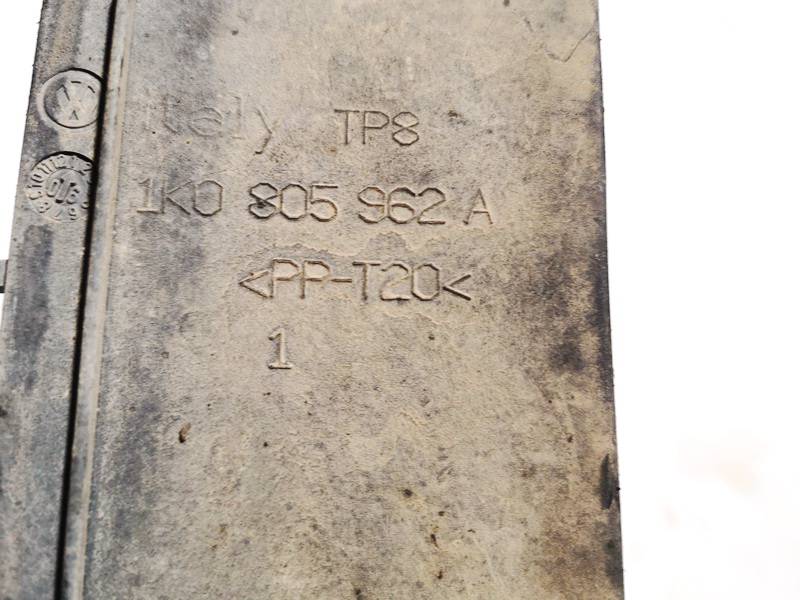 Italy TP8
1K0 805 962 A
<PP-T20<
1